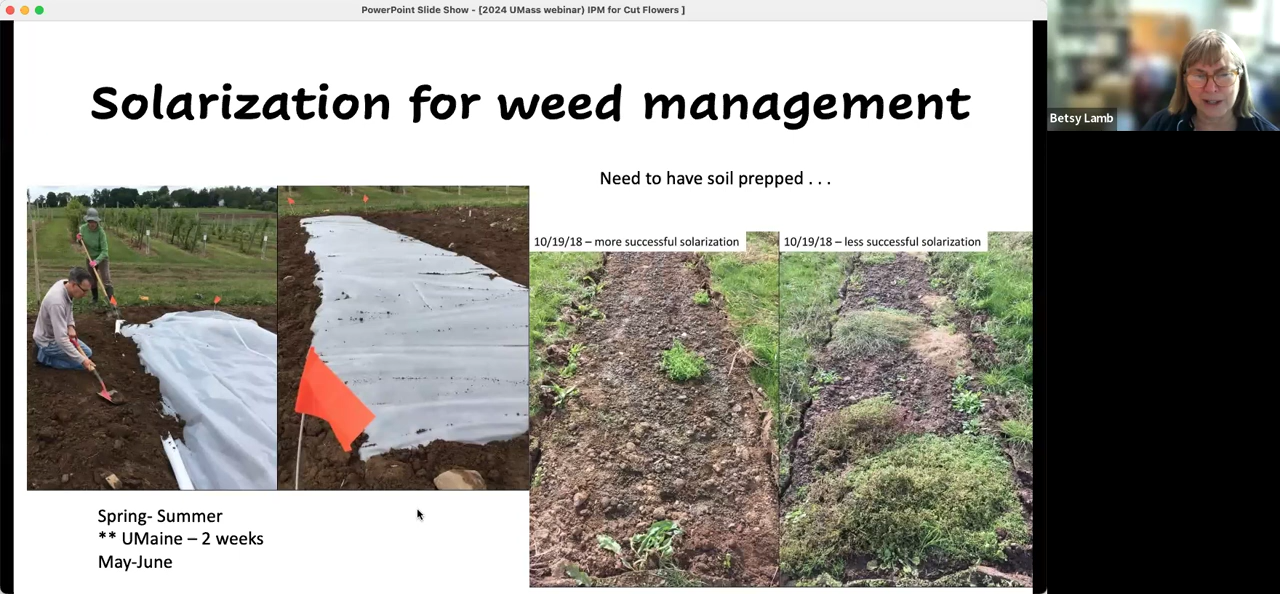 PowerPoint Slide Show - [2024 UMass webinar) IPM for Cut Flowers ]
Solarization for weed management
Betsy Lamb
Need to have soil prepped . . .
10/19/18 – more successful solarization
10/19/18 – less successful solarization
Spring- Summer
** UMaine – 2 weeks
May-June